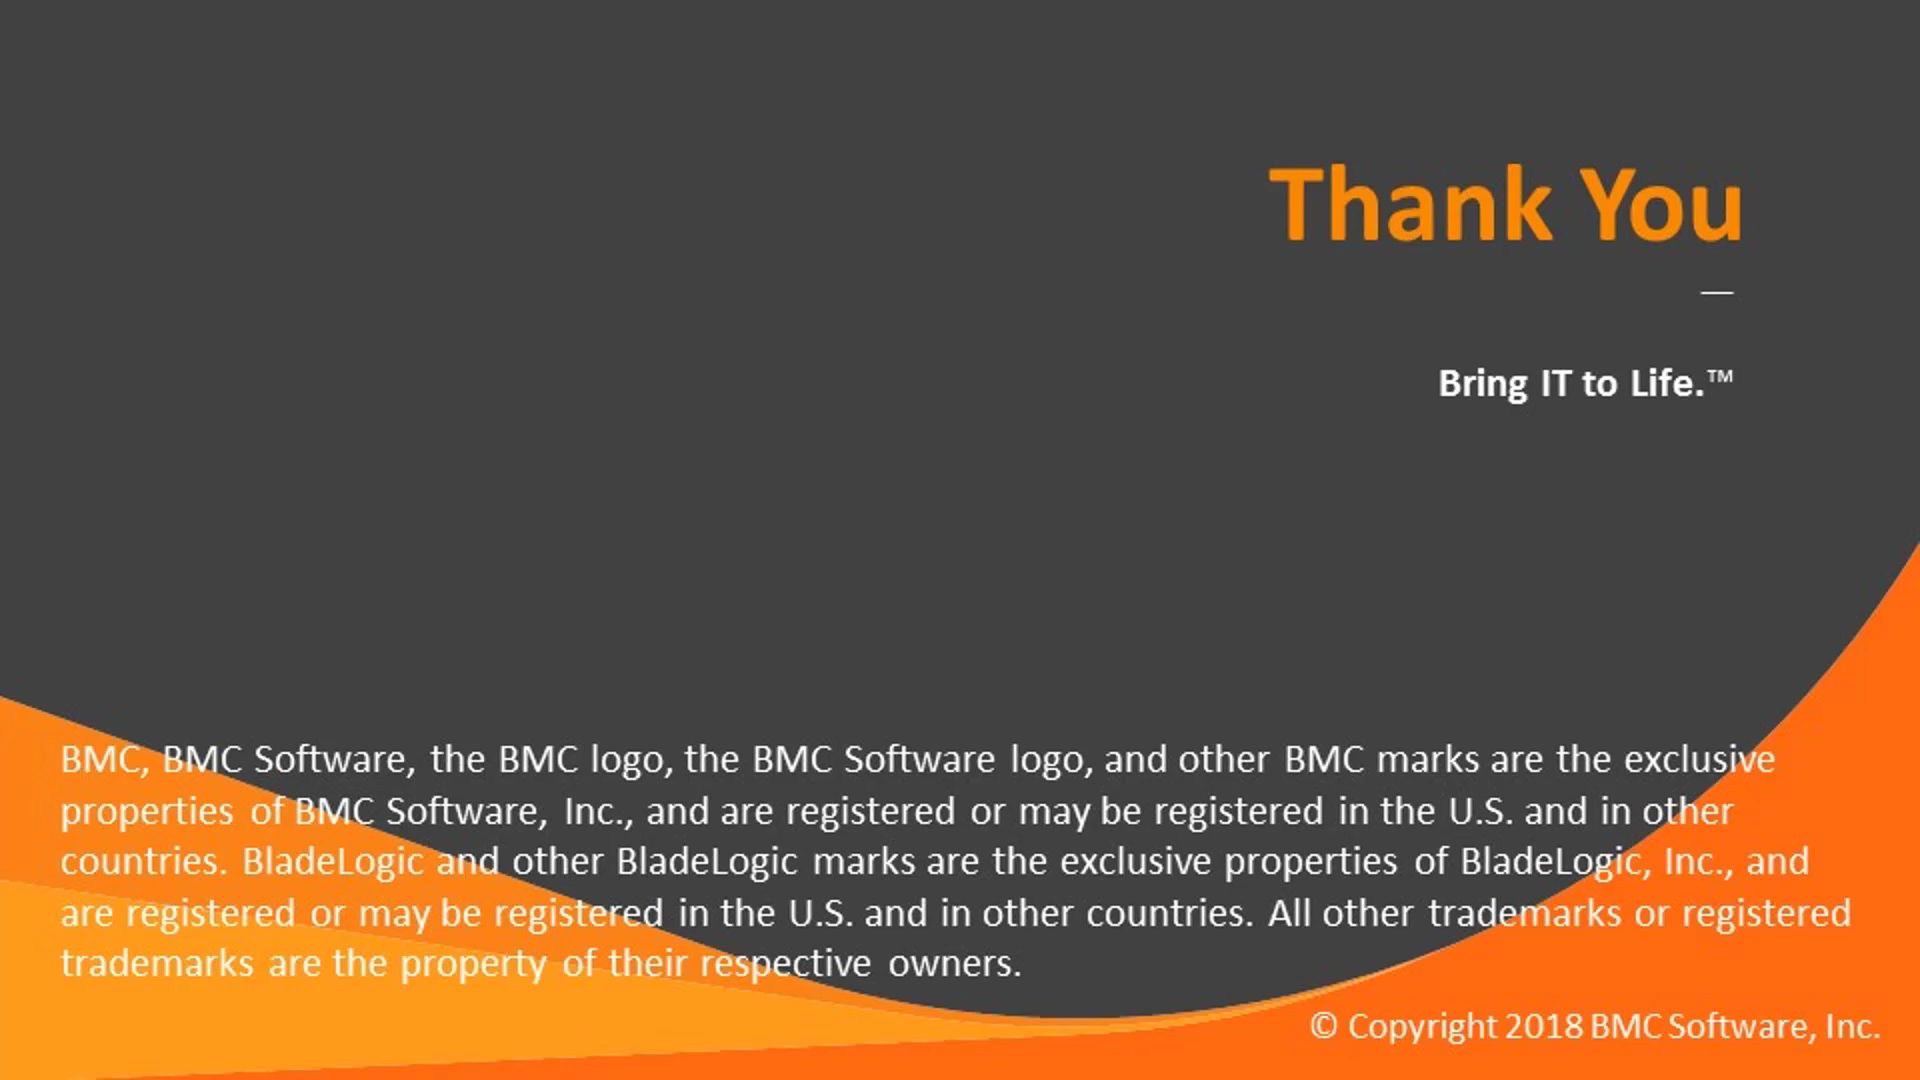 Thank You
—
Bring IT to Life.™
BMC, BMC Software, the BMC logo, the BMC Software logo, and other BMC marks are the exclusive
properties of BMC Software, Inc., and are registered or may be registered in the U.S. and in other
countries. BladeLogic and other BladeLogic marks are the exclusive properties of BladeLogic, Inc., and
are registered or may be registered in the U.S. and in other countries. All other trademarks or registered
trademarks are the property of their respective owners.
© Copyright 2018 BMC Software, Inc.